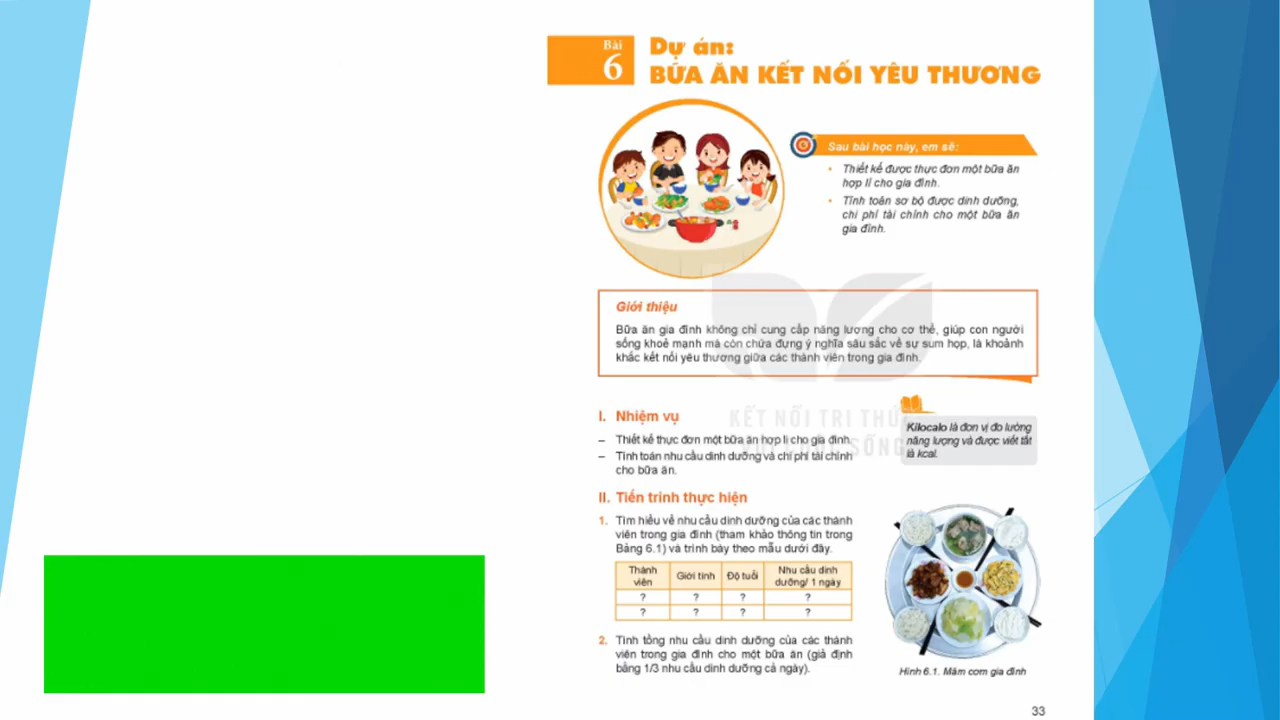 Bài
6
Dự án:
BỮA ĂN KẾT NỐI YÊU THƯƠNG
Sau bài học này, em sẽ:
• Thiết kế được thực đơn một bữa ăn
hợp lí cho gia đình.
• Tính toán sơ bộ được dinh dưỡng,
chi phí tài chính cho một bữa ăn
gia đình.
Giới thiệu
Bữa ăn gia đình không chỉ cung cấp năng lượng cho cơ thể, giúp con người
sống khoẻ mạnh mà còn chứa đựng ý nghĩa sâu sắc về sự sum họp, là khoảnh
khắc kết nối yêu thương giữa các thành viên trong gia đình.
KẾT NỐI TRI THỨC
I. Nhiệm vụ
– Thiết kế thực đơn một bữa ăn hợp lí cho gia đình.
– Tính toán nhu cầu dinh dưỡng và chi phí tài chính
cho bữa ăn.
Kilocalo là đơn vị đo lường
năng lượng và được viết tắt
là kcal.
II. Tiến trình thực hiện
1. Tìm hiểu về nhu cầu dinh dưỡng của các thành
viên trong gia đình (tham khảo thông tin trong
Bảng 6.1) và trình bày theo mẫu dưới đây.
Thành viên Giới tính Độ tuổi Nhu cầu dinh dưỡng/ 1 ngày
? ? ? ?
? ? ? ?
2. Tính tổng nhu cầu dinh dưỡng của các thành
viên trong gia đình cho một bữa ăn (giả định
bằng 1/3 nhu cầu dinh dưỡng cả ngày).
Hình 6.1. Mâm cơm gia đình
33